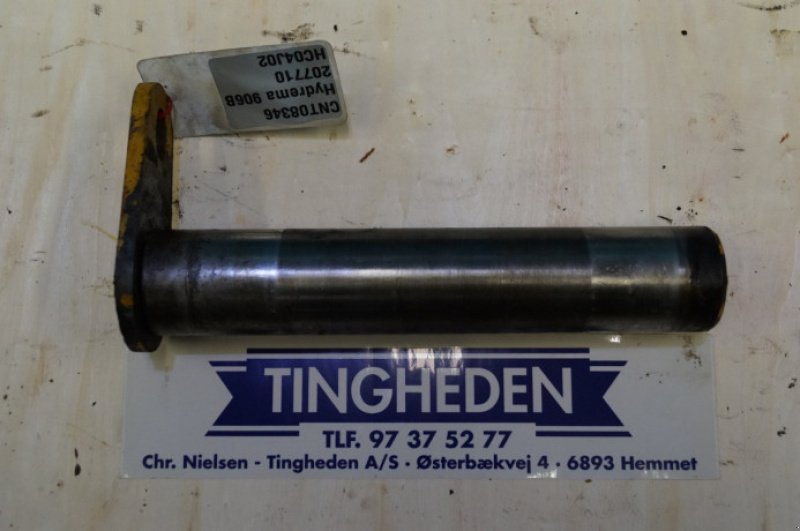 CNT08346
Hydrema 906B
207710
HC04J02
TINGHEDEN
TLF. 97 37 52 77
Chr. Nielsen - Tingheden A/S - Østerbækvej 4 - 6893 Hemmet